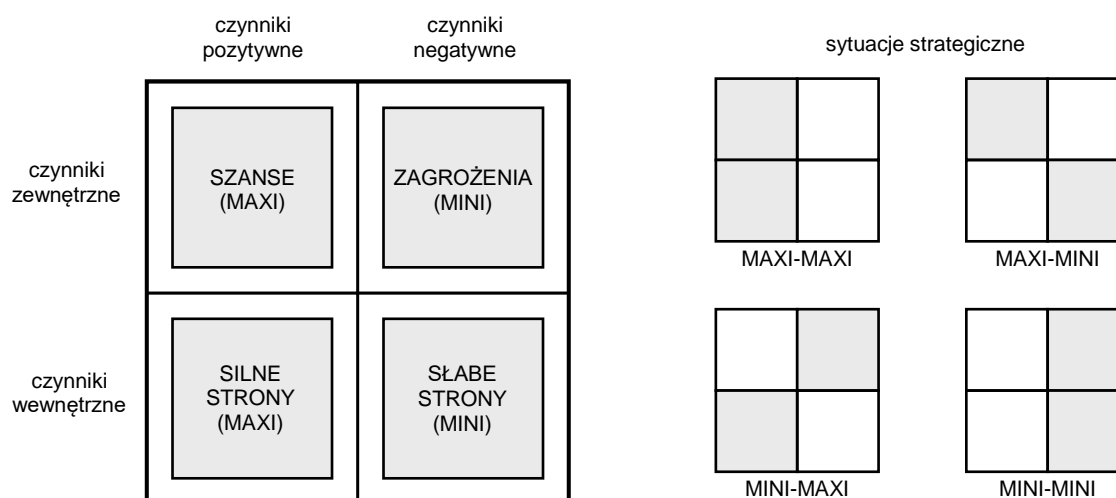 czynniki
pozytywne
czynniki
negatywne
sytuacje strategiczne
czynniki
zewnętrzne
SZANSE
(MAXI)
ZAGROŻENIA
(MINI)
MAXI-MAXI
MAXI-MINI
czynniki
wewnętrzne
SILNE
STRONY
(MAXI)
SŁABE
STRONY
(MINI)
MINI-MAXI
MINI-MINI